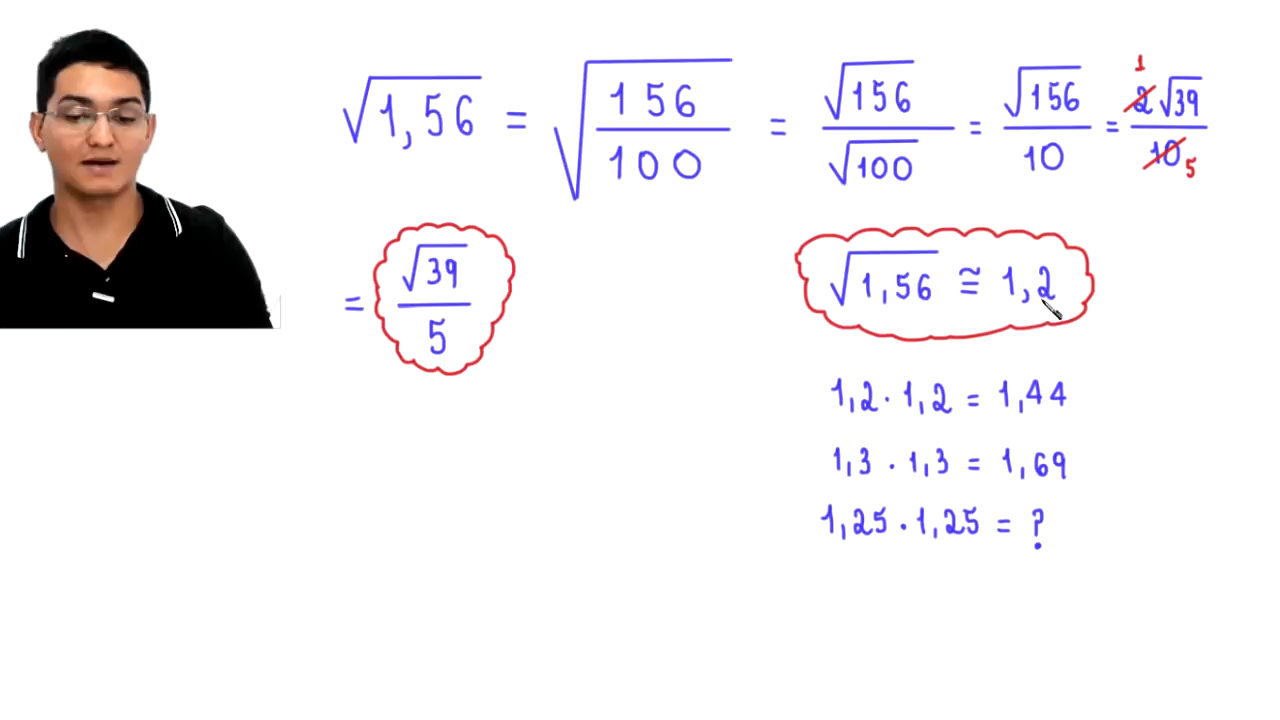 √1,56 = √(156/100) = √156/√100 = √156/10 = 2√39/10 1 5
= √39/5
√1,56 ≅ 1,2
1,2 . 1,2 = 1,44
1,3 . 1,3 = 1,69
1,25 . 1,25 = ?